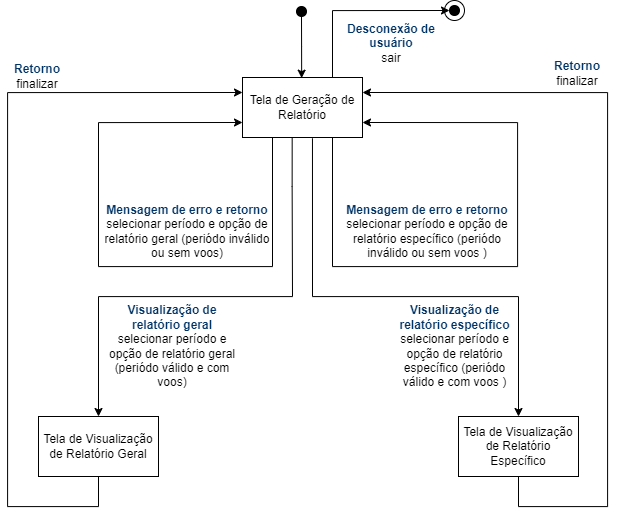 Desconexão de
usuário
sair
Retorno
finalizar
Retorno
finalizar
Tela de Geração de
Relatório
Mensagem de erro e retorno
selecionar período e opção de
relatório geral (periódo inválido
ou sem voos)
Mensagem de erro e retorno
selecionar período e opção de
relatório específico (periódo
inválido ou sem voos )
Visualização de
relatório geral
selecionar período e
opção de relatório geral
(periódo válido e com
voos)
Visualização de
relatório específico
selecionar período e
opção de relatório
específico (periódo
válido e com voos )
Tela de Visualização
de Relatório Geral
Tela de Visualização
de Relatório
Específico